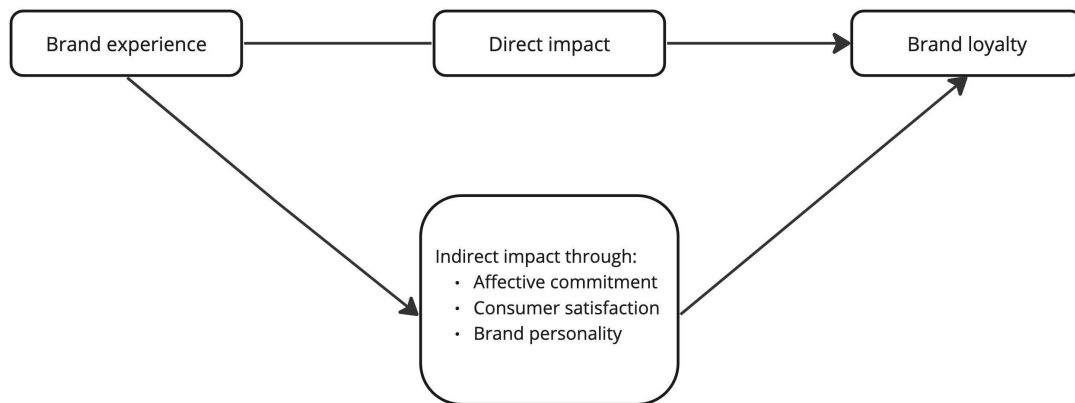 Brand experience
Direct impact
Brand loyalty
Indirect impact through:
• Affective commitment
• Consumer satisfaction
• Brand personality